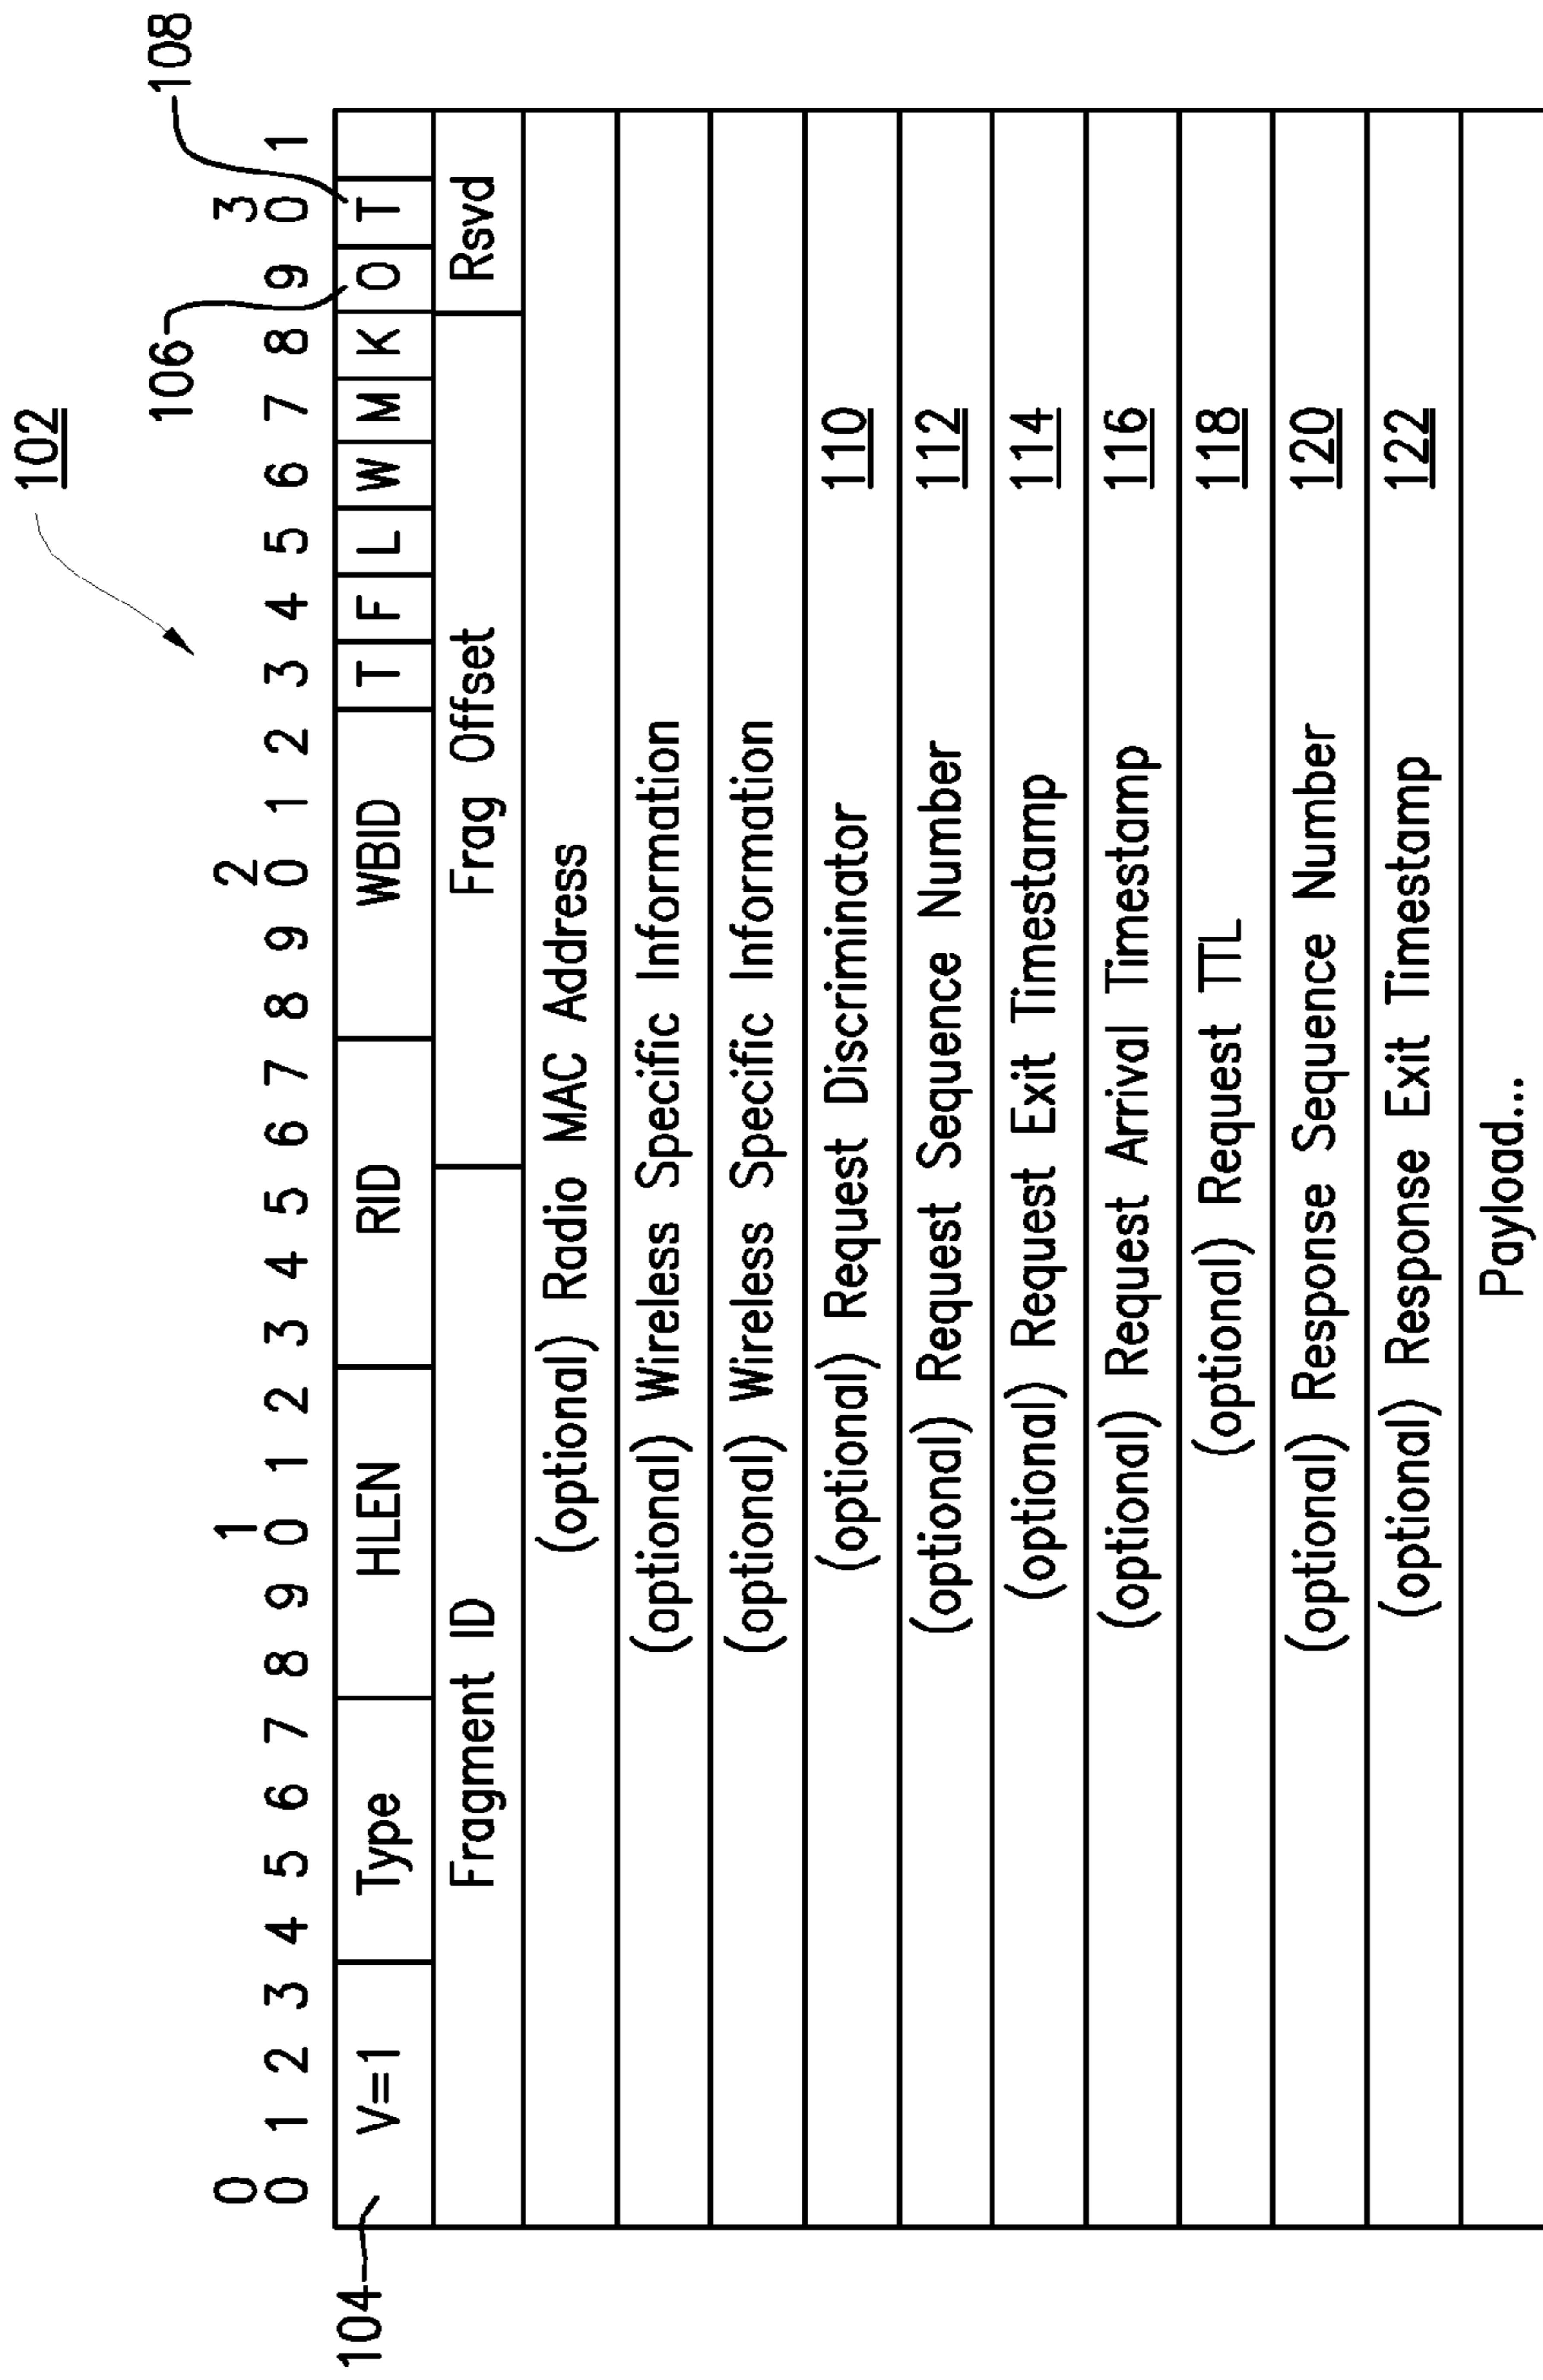 102
106 108
0 1 2 3
0 1 2 3 4 5 6 7 8 9 0 1 2 3 4 5 6 7 8 9 0 1 2 3 4 5 6 7 8 9 0 1
104 V=1 Type HLEN RID WBID T F L W M K O T
Fragment ID Frag Offset Rsvd
(optional) Radio MAC Address
(optional) Wireless Specific Information
(optional) Wireless Specific Information
(optional) Request Discriminator 110
(optional) Request Sequence Number 112
(optional) Request Exit Timestamp 114
(optional) Request Arrival Timestamp 116
(optional) Request TTL 118
(optional) Response Sequence Number 120
(optional) Response Exit Timestamp 122
Payload...